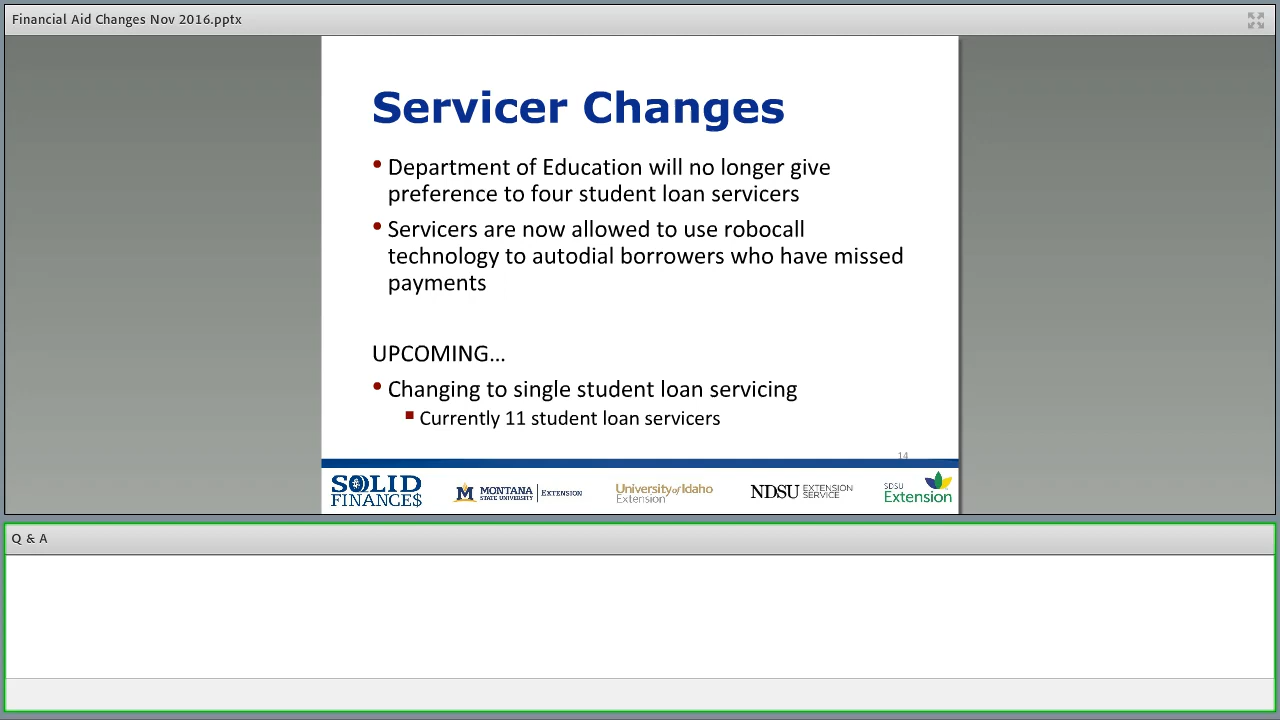 Financial Aid Changes Nov 2016.pptx
Servicer Changes
• Department of Education will no longer give
preference to four student loan servicers
• Servicers are now allowed to use robocall
technology to autodial borrowers who have missed
payments
UPCOMING...
• Changing to single student loan servicing
▪ Currently 11 student loan servicers
14
SOLID
FINANCE$
M MONTANA
STATE UNIVERSITY | EXTENSION
University of Idaho
Extension
NDSU EXTENSION
SERVICE
SDSU
Extension
Q & A